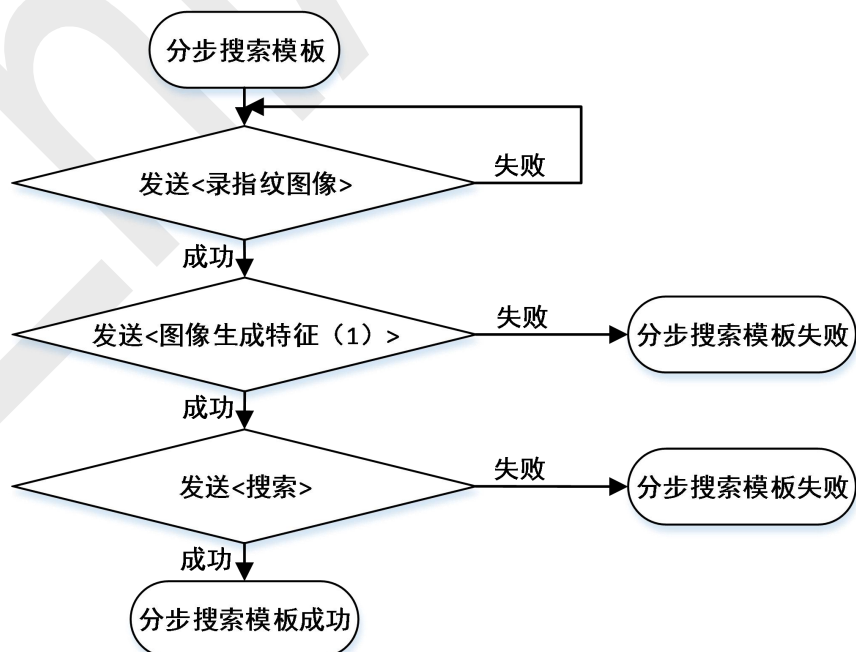 分步搜索模板
发送<录指纹图像>
失败
成功
发送<图像生成特征（1）>
失败
分步搜索模板失败
成功
发送<搜索>
失败
分步搜索模板失败
成功
分步搜索模板成功